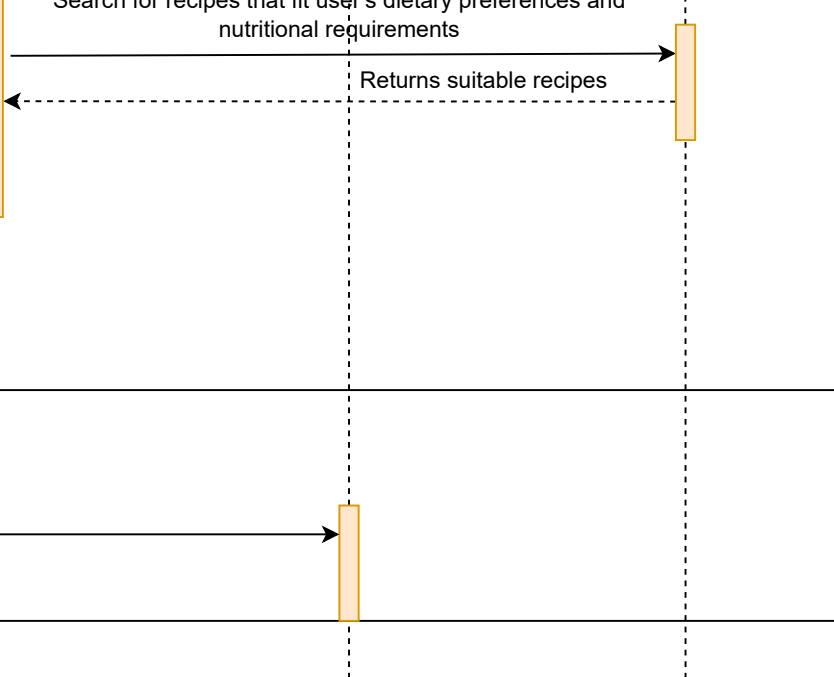 Search for recipes that fit user's dietary preferences and
nutritional requirements
Returns suitable recipes